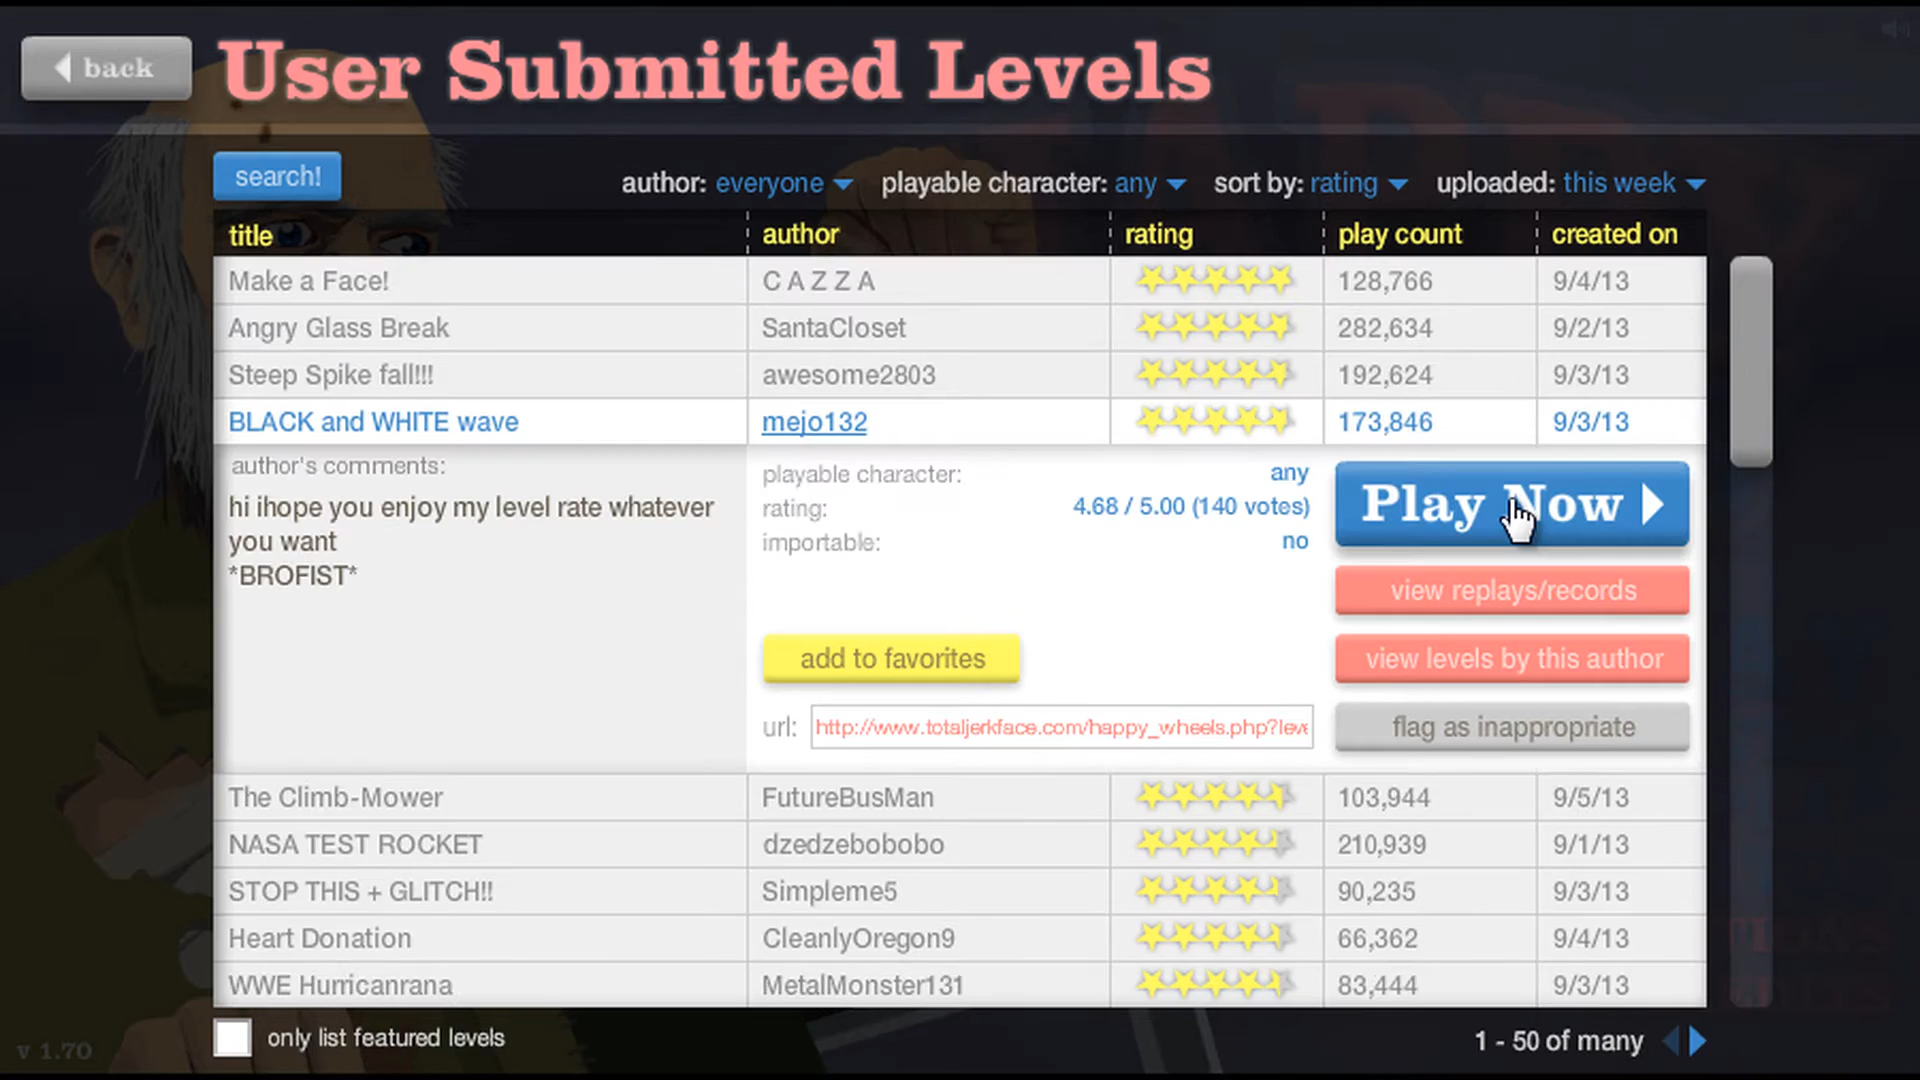 back
User Submitted Levels
search!
author: everyone
playable character: any
sort by: rating
uploaded: this week
title author rating play count created on
Make a Face! C A Z Z A 128,766 9/4/13
Angry Glass Break SantaCloset 282,634 9/2/13
Steep Spike fall!!! awesome2803 192,624 9/3/13
BLACK and WHITE wave mejo132 173,846 9/3/13
author's comments:
hi ihope you enjoy my level rate whatever
you want
*BROFIST*
playable character: any
rating: 4.68 / 5.00 (140 votes)
importable: no
add to favorites
url: http://www.totaljerkface.com/happy_wheels.php?leve
Play Now
view replays/records
view levels by this author
flag as inappropriate
The Climb-Mower FutureBusMan 103,944 9/5/13
NASA TEST ROCKET dzedzebobobo 210,939 9/1/13
STOP THIS + GLITCH!! Simpleme5 90,235 9/3/13
Heart Donation CleanlyOregon9 66,362 9/4/13
WWE Hurricanrana MetalMonster131 83,444 9/3/13
only list featured levels
1 - 50 of many
v 1.70